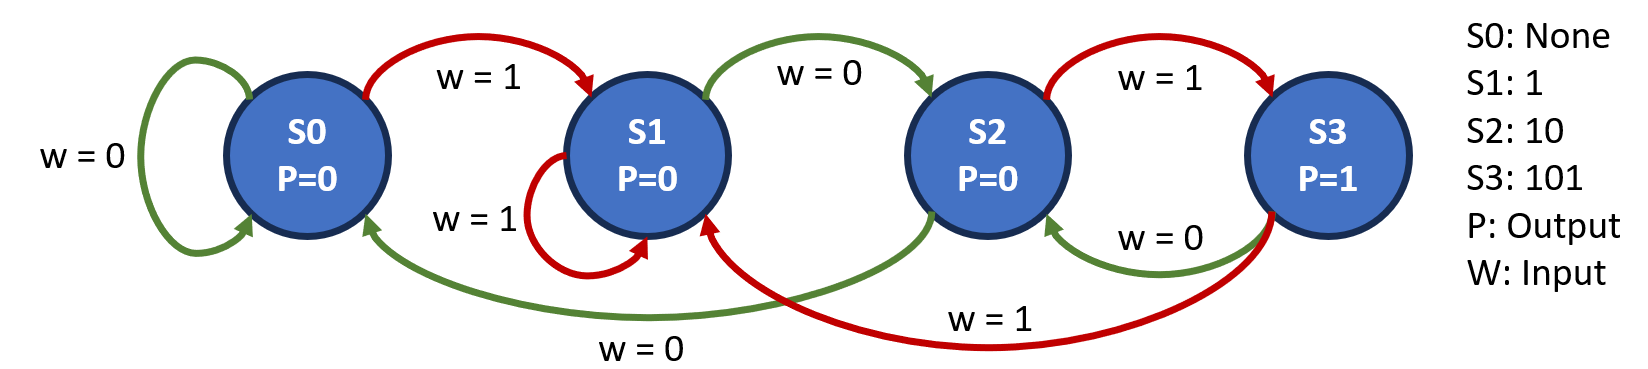 S0
P=0
S1
P=0
S2
P=0
S3
P=1
w = 0
w = 1
w = 1
w = 0
w = 1
w = 0
w = 0
w = 1
S0: None
S1: 1
S2: 10
S3: 101
P: Output
W: Input